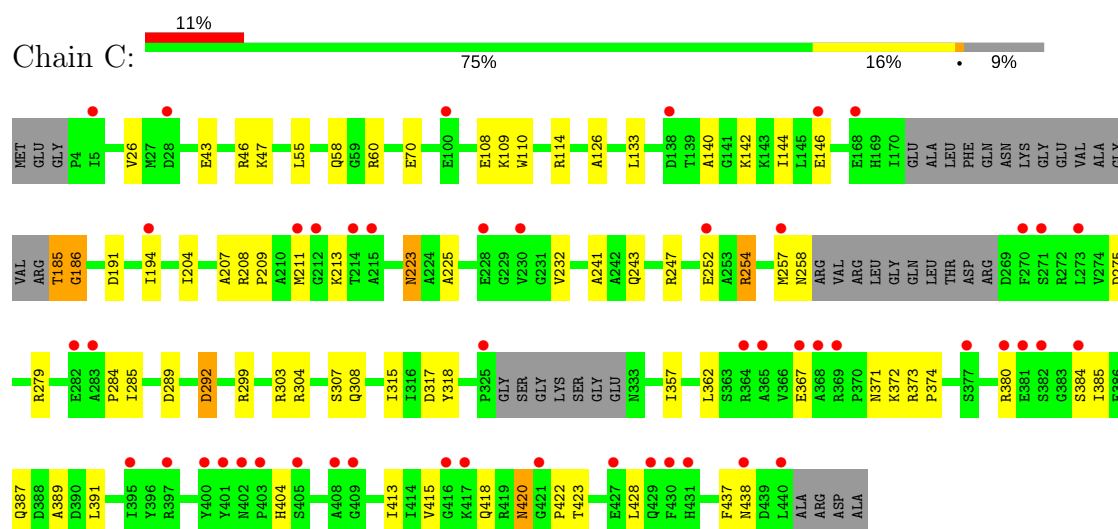 11%
Chain C:
75% 16% • 9%
MET GLU GLY P4 I5 V26 M27 D28 E43 R46 K47 L55 Q58 G59 R60 E70 E100 E108 K109 W110 R114 A126 L133 D138 T139 A140 G141 K142 K143 I144 L145 E146 E168 H169 I170 GLU ALA LEU PHE GLN ASN LYS GLY GLU VAL ALA GLY
VAL ARG T185 G186 D191 I194 I204 A207 R208 P209 A210 M211 G212 K213 T214 A215 N223 A224 A225 E228 G229 V230 G231 V232 A241 A242 Q243 R247 E252 A253 R254 M257 N258 ARG VAL ARG LEU GLY GLN LEU THR ASP ARG D269 F270 S271 R272 L273 V274 D275
R279 E282 A283 P284 I285 D289 D292 R299 R303 R304 S307 Q308 I315 I316 D317 Y318 P325 GLY SER GLY LYS SER GLY GLU N333 I357 L362 S363 R364 A365 V366 E367 A368 R369 P370 N371 K372 R373 P374 S377 R380 E381 S382 G383 S384 I385 E386
Q387 D388 A389 D390 L391 I395 Y396 R397 Y400 Y401 N402 P403 H404 S405 A408 G409 I413 I414 V415 G416 K417 Q418 R419 N420 G421 P422 T423 E427 L428 Q429 F430 H431 F437 N438 D439 L440 ALA ARG ASP ALA